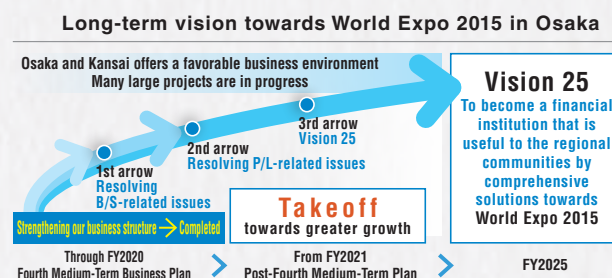 Long-term vision towards World Expo 2015 in Osaka
Osaka and Kansai offers a favorable business environment
Many large projects are in progress
1st arrow
Resolving
B/S-related issues
2nd arrow
Resolving P/L-related issues
3rd arrow
Vision 25
Vision 25
To become a financial
institution that is
useful to the regional
communities by
comprehensive
solutions towards
World Expo 2015
Strengthening our business structure → Completed
Takeoff
towards greater growth
Through FY2020
Fourth Medium-Term Business Plan
From FY2021
Post-Fourth Medium-Term Plan
FY2025